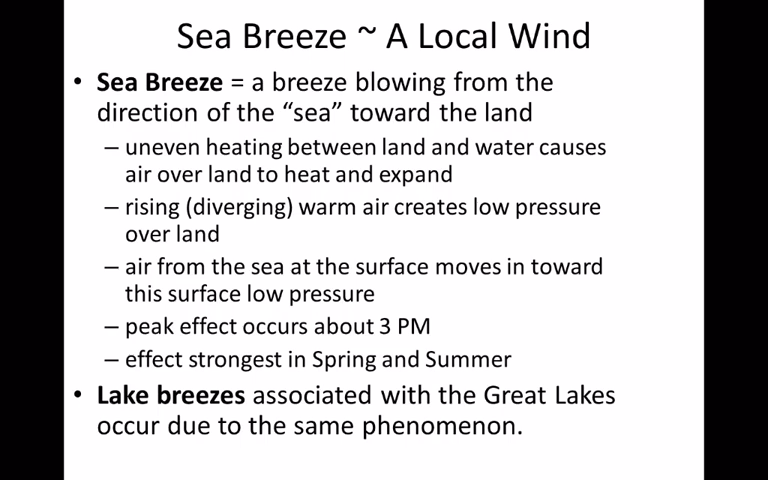 Sea Breeze ~ A Local Wind
• Sea Breeze = a breeze blowing from the
direction of the “sea” toward the land
– uneven heating between land and water causes
air over land to heat and expand
– rising (diverging) warm air creates low pressure
over land
– air from the sea at the surface moves in toward
this surface low pressure
– peak effect occurs about 3 PM
– effect strongest in Spring and Summer
• Lake breezes associated with the Great Lakes
occur due to the same phenomenon.